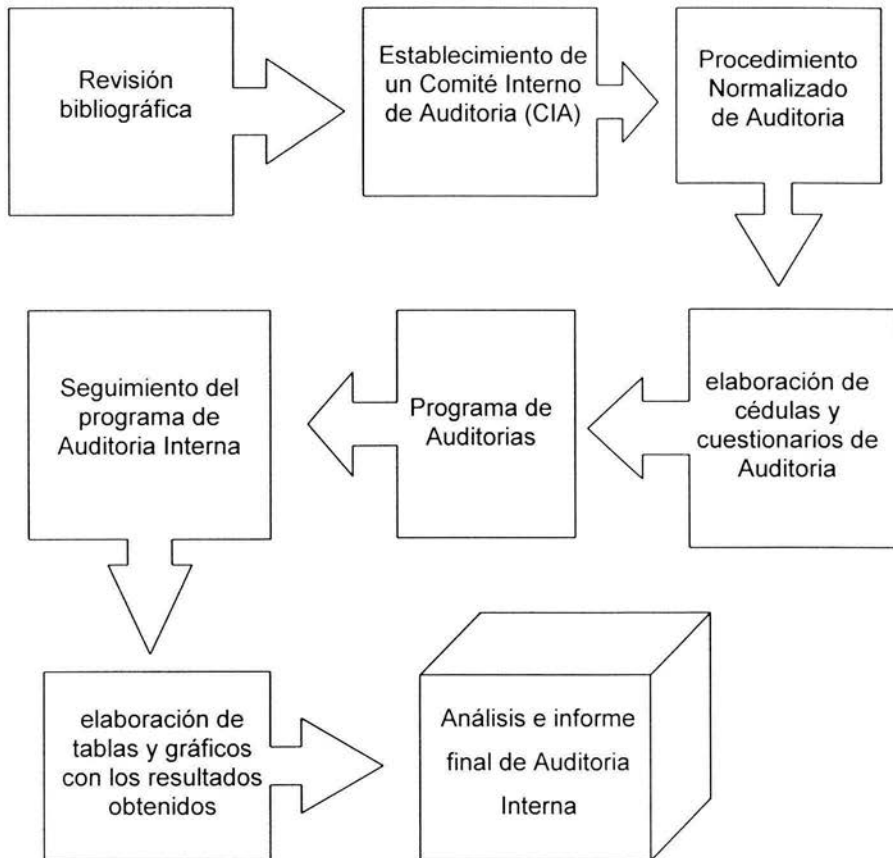 Revisión
bibliográfica
Establecimiento de
un Comité Interno
de Auditoria (CIA)
Procedimiento
Normalizado
de Auditoria
elaboración de
cédulas y
cuestionarios de
Auditoria
Programa de
Auditorias
Seguimiento del
programa de
Auditoria Interna
elaboración de
tablas y gráficos
con los resultados
obtenidos
Análisis e informe
final de Auditoria
Interna